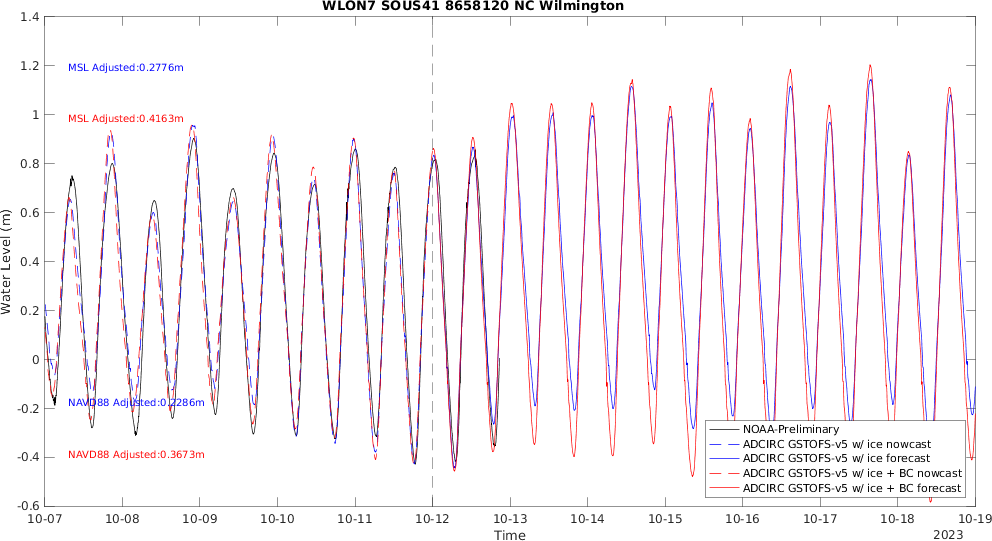 WLON7 SOUS41 8658120 NC Wilmington
1.4
1.2
1
0.8
0.6
0.4
0.2
0
-0.2
-0.4
-0.6
Water Level (m)
MSL Adjusted:0.2776m
MSL Adjusted:0.4163m
NAVD88 Adjusted:0.2286m
NAVD88 Adjusted:0.3673m
NOAA-Preliminary
ADCIRC GSTOFS-v5 w/ ice nowcast
ADCIRC GSTOFS-v5 w/ ice forecast
ADCIRC GSTOFS-v5 w/ ice + BC nowcast
ADCIRC GSTOFS-v5 w/ ice + BC forecast
10-07 10-08 10-09 10-10 10-11 10-12 10-13 10-14 10-15 10-16 10-17 10-18 10-19
Time
2023